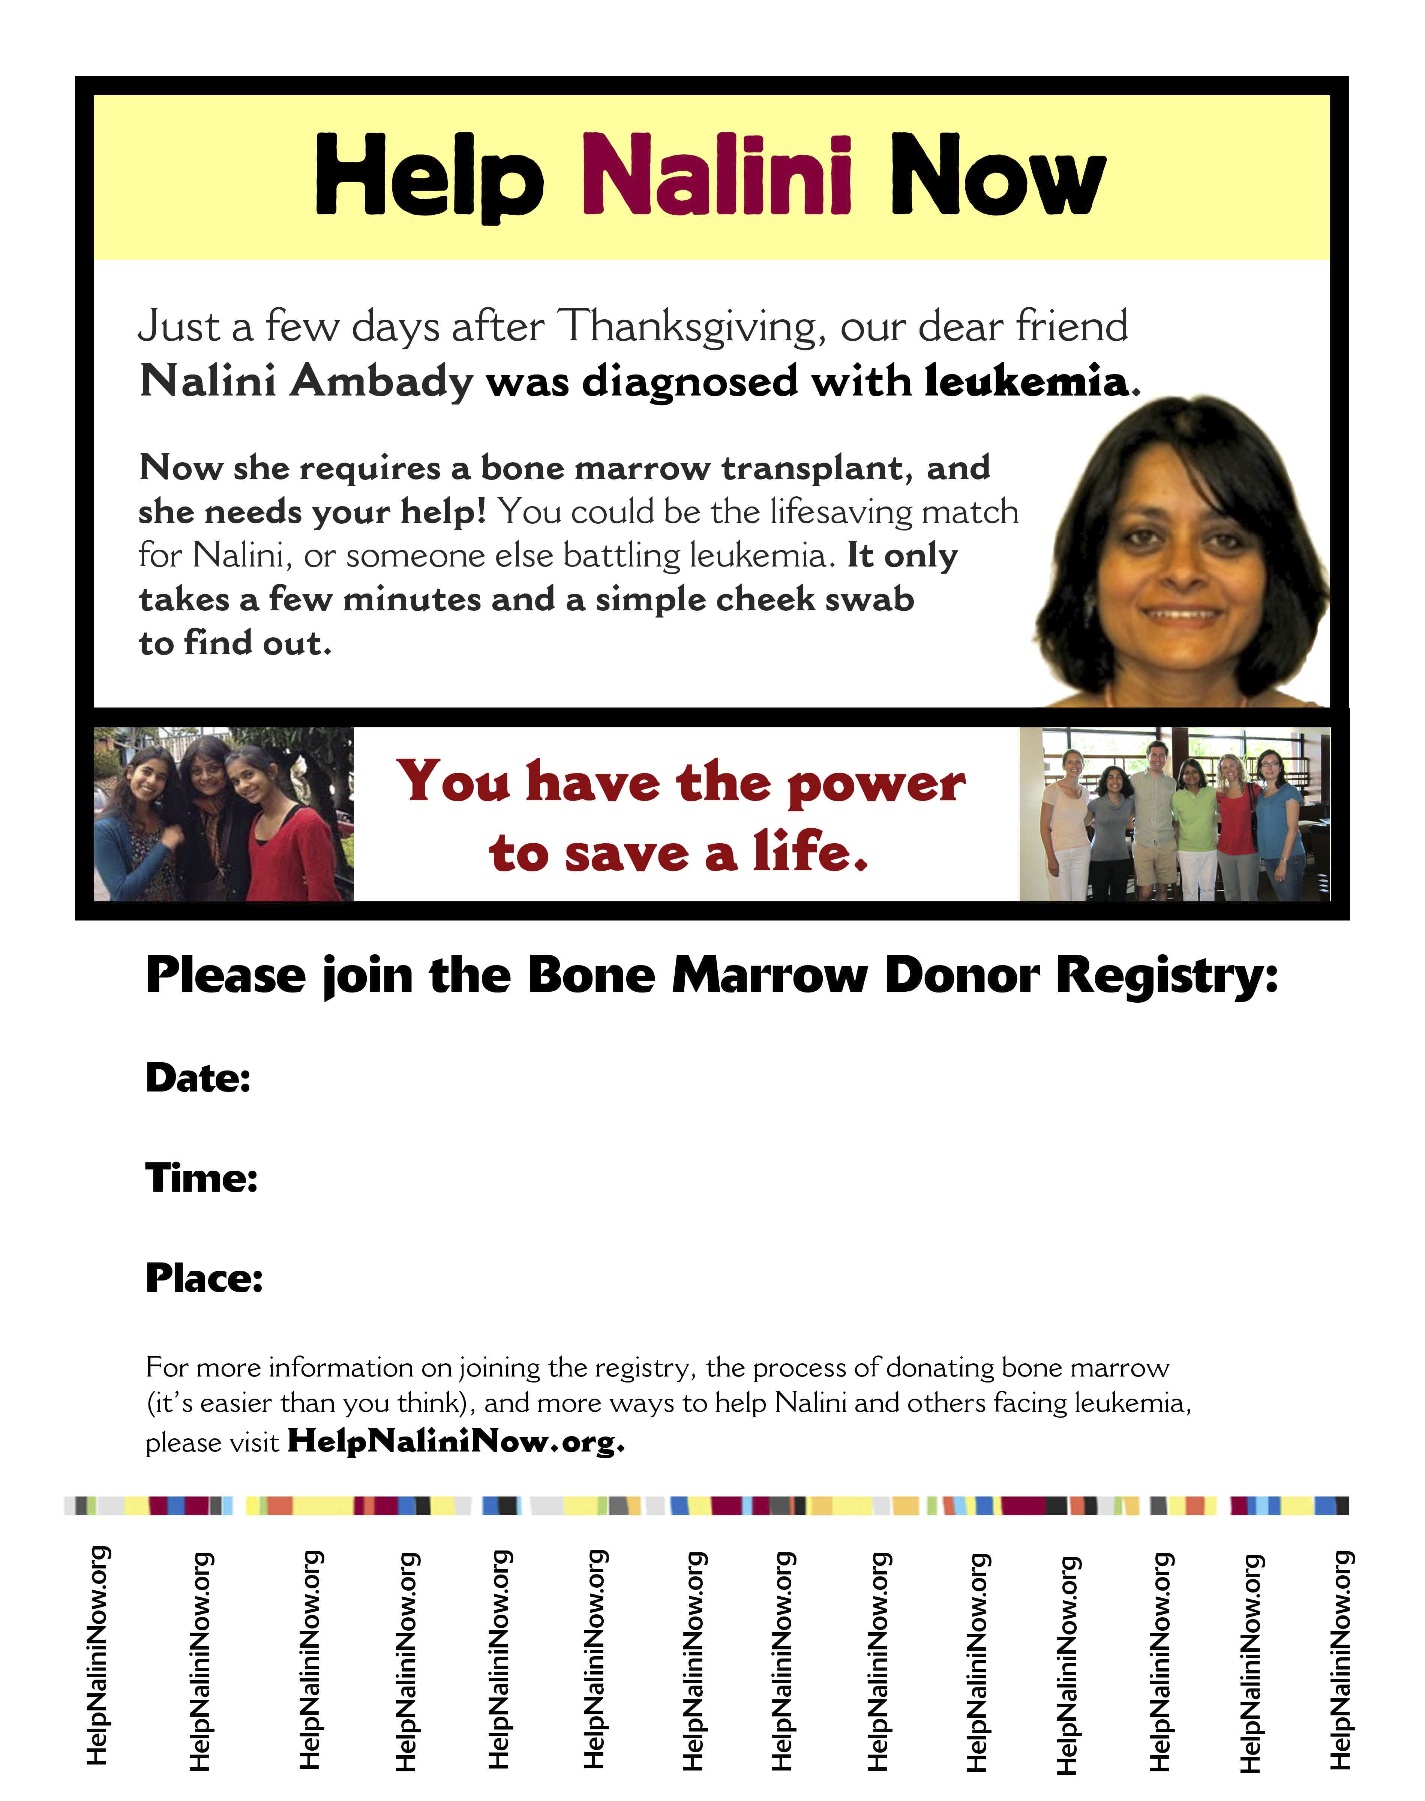 Help Nalini Now
Just a few days after Thanksgiving, our dear friend
Nalini Ambady was diagnosed with leukemia.
Now she requires a bone marrow transplant, and
she needs your help! You could be the lifesaving match
for Nalini, or someone else battling leukemia. It only
takes a few minutes and a simple cheek swab
to find out.
You have the power
to save a life.
Please join the Bone Marrow Donor Registry:
Date:
Time:
Place:
For more information on joining the registry, the process of donating bone marrow
(it's easier than you think), and more ways to help Nalini and others facing leukemia,
please visit HelpNaliniNow.org.
HelpNaliniNow.org
HelpNaliniNow.org
HelpNaliniNow.org
HelpNaliniNow.org
HelpNaliniNow.org
HelpNaliniNow.org
HelpNaliniNow.org
HelpNaliniNow.org
HelpNaliniNow.org
HelpNaliniNow.org
HelpNaliniNow.org
HelpNaliniNow.org
HelpNaliniNow.org
HelpNaliniNow.org